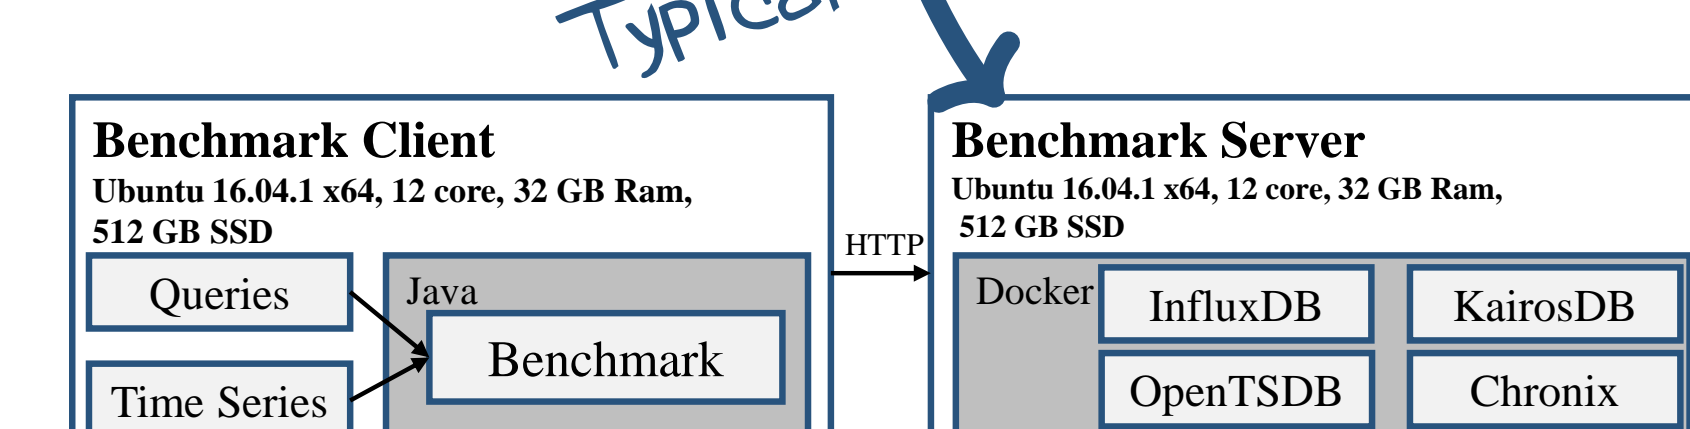 Typical
Benchmark Client
Ubuntu 16.04.1 x64, 12 core, 32 GB Ram,
512 GB SSD
Queries
Java
Benchmark
Time Series
HTTP
Benchmark Server
Ubuntu 16.04.1 x64, 12 core, 32 GB Ram,
512 GB SSD
Docker
InfluxDB
KairosDB
OpenTSDB
Chronix